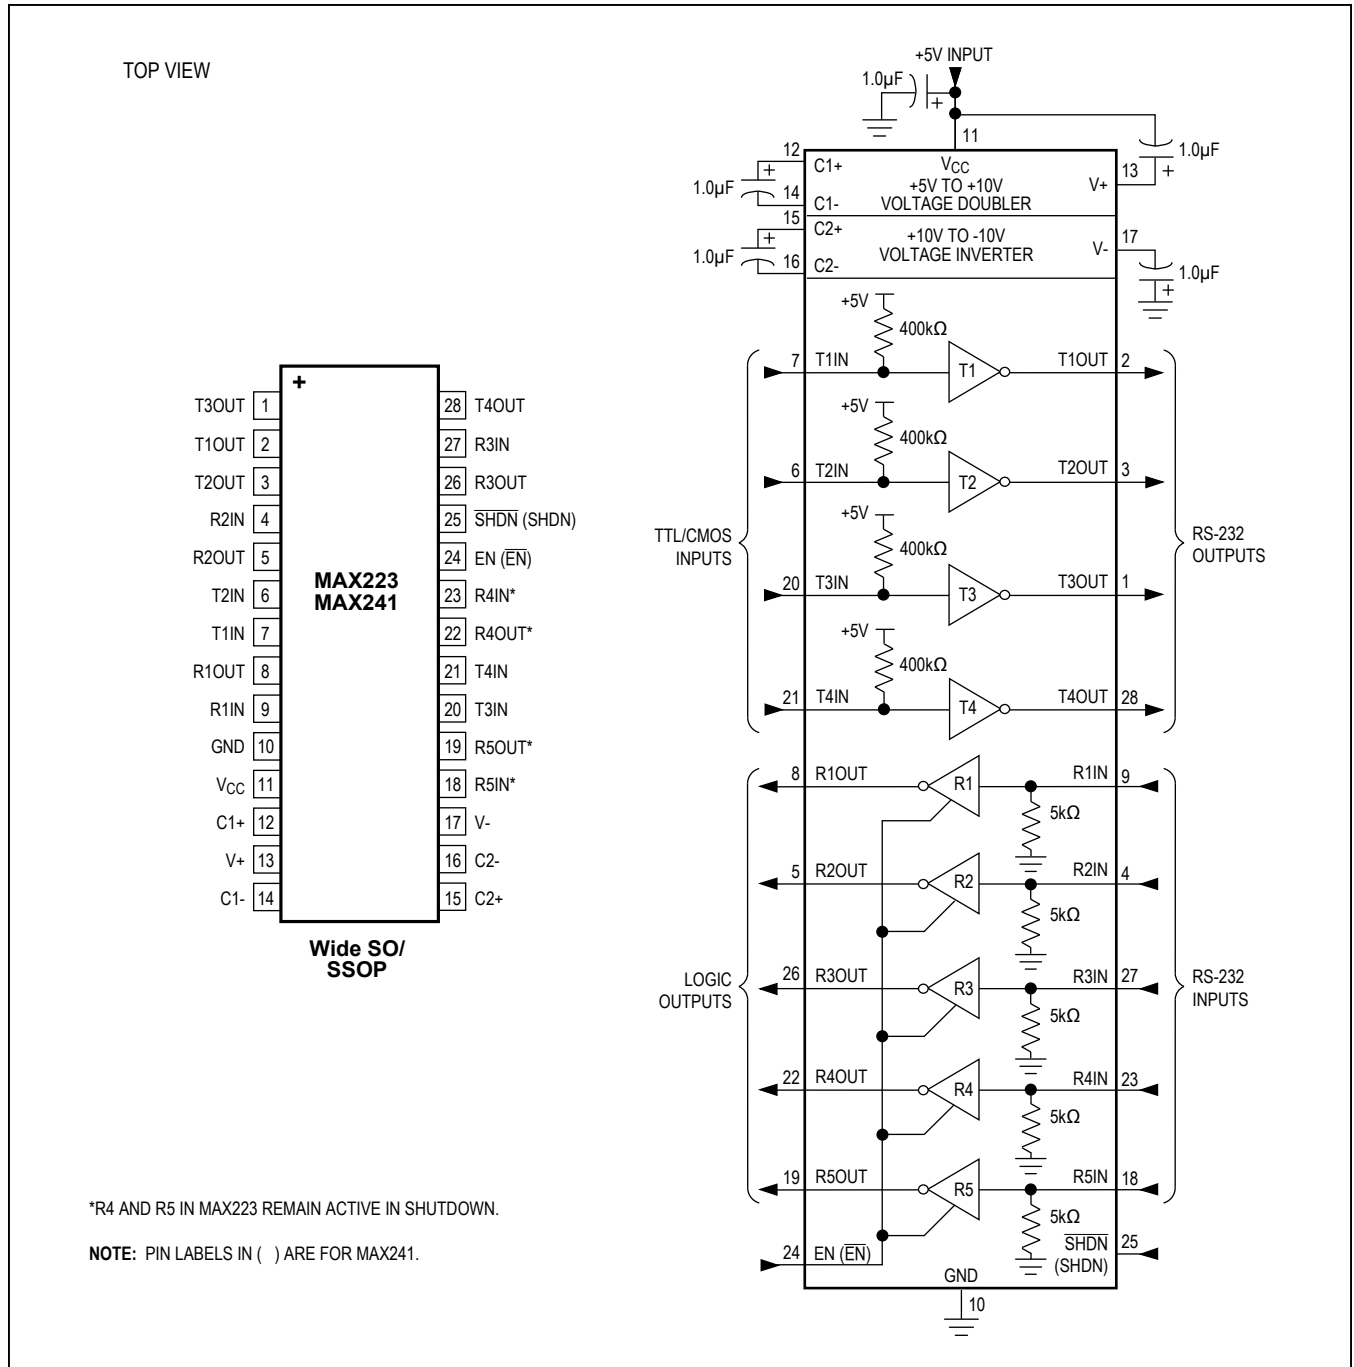 TOP VIEW
T3OUT 1
T1OUT 2
T2OUT 3
R2IN 4
R2OUT 5
T2IN 6
T1IN 7
R1OUT 8
R1IN 9
GND 10
VCC 11
C1+ 12
V+ 13
C1- 14
+
MAX223
MAX241
28 T4OUT
27 R3IN
26 R3OUT
25 S̅H̅D̅N̅ (SHDN)
24 EN (E̅N̅)
23 R4IN*
22 R4OUT*
21 T4IN
20 T3IN
19 R5OUT*
18 R5IN*
17 V-
16 C2-
15 C2+
Wide SO/
SSOP
*R4 AND R5 IN MAX223 REMAIN ACTIVE IN SHUTDOWN.
NOTE: PIN LABELS IN ( ) ARE FOR MAX241.
+5V INPUT
1.0µF
+
11
12
C1+
+
1.0µF
14
C1-
VCC
+5V TO +10V
VOLTAGE DOUBLER
V+
13
1.0µF
+
15
C2+
+
1.0µF
16
C2-
+10V TO -10V
VOLTAGE INVERTER
V-
17
1.0µF
+
+5V
400kΩ
7 T1IN T1 T1OUT 2
+5V
400kΩ
6 T2IN T2 T2OUT 3
TTL/CMOS
INPUTS
RS-232
OUTPUTS
+5V
400kΩ
20 T3IN T3 T3OUT 1
+5V
400kΩ
21 T4IN T4 T4OUT 28
8 R1OUT R1 R1IN 9
5kΩ
5 R2OUT R2 R2IN 4
5kΩ
LOGIC
OUTPUTS
RS-232
INPUTS
26 R3OUT R3 R3IN 27
5kΩ
22 R4OUT R4 R4IN 23
5kΩ
19 R5OUT R5 R5IN 18
5kΩ
24 EN (E̅N̅)
S̅H̅D̅N̅ 25
(SHDN)
GND
10